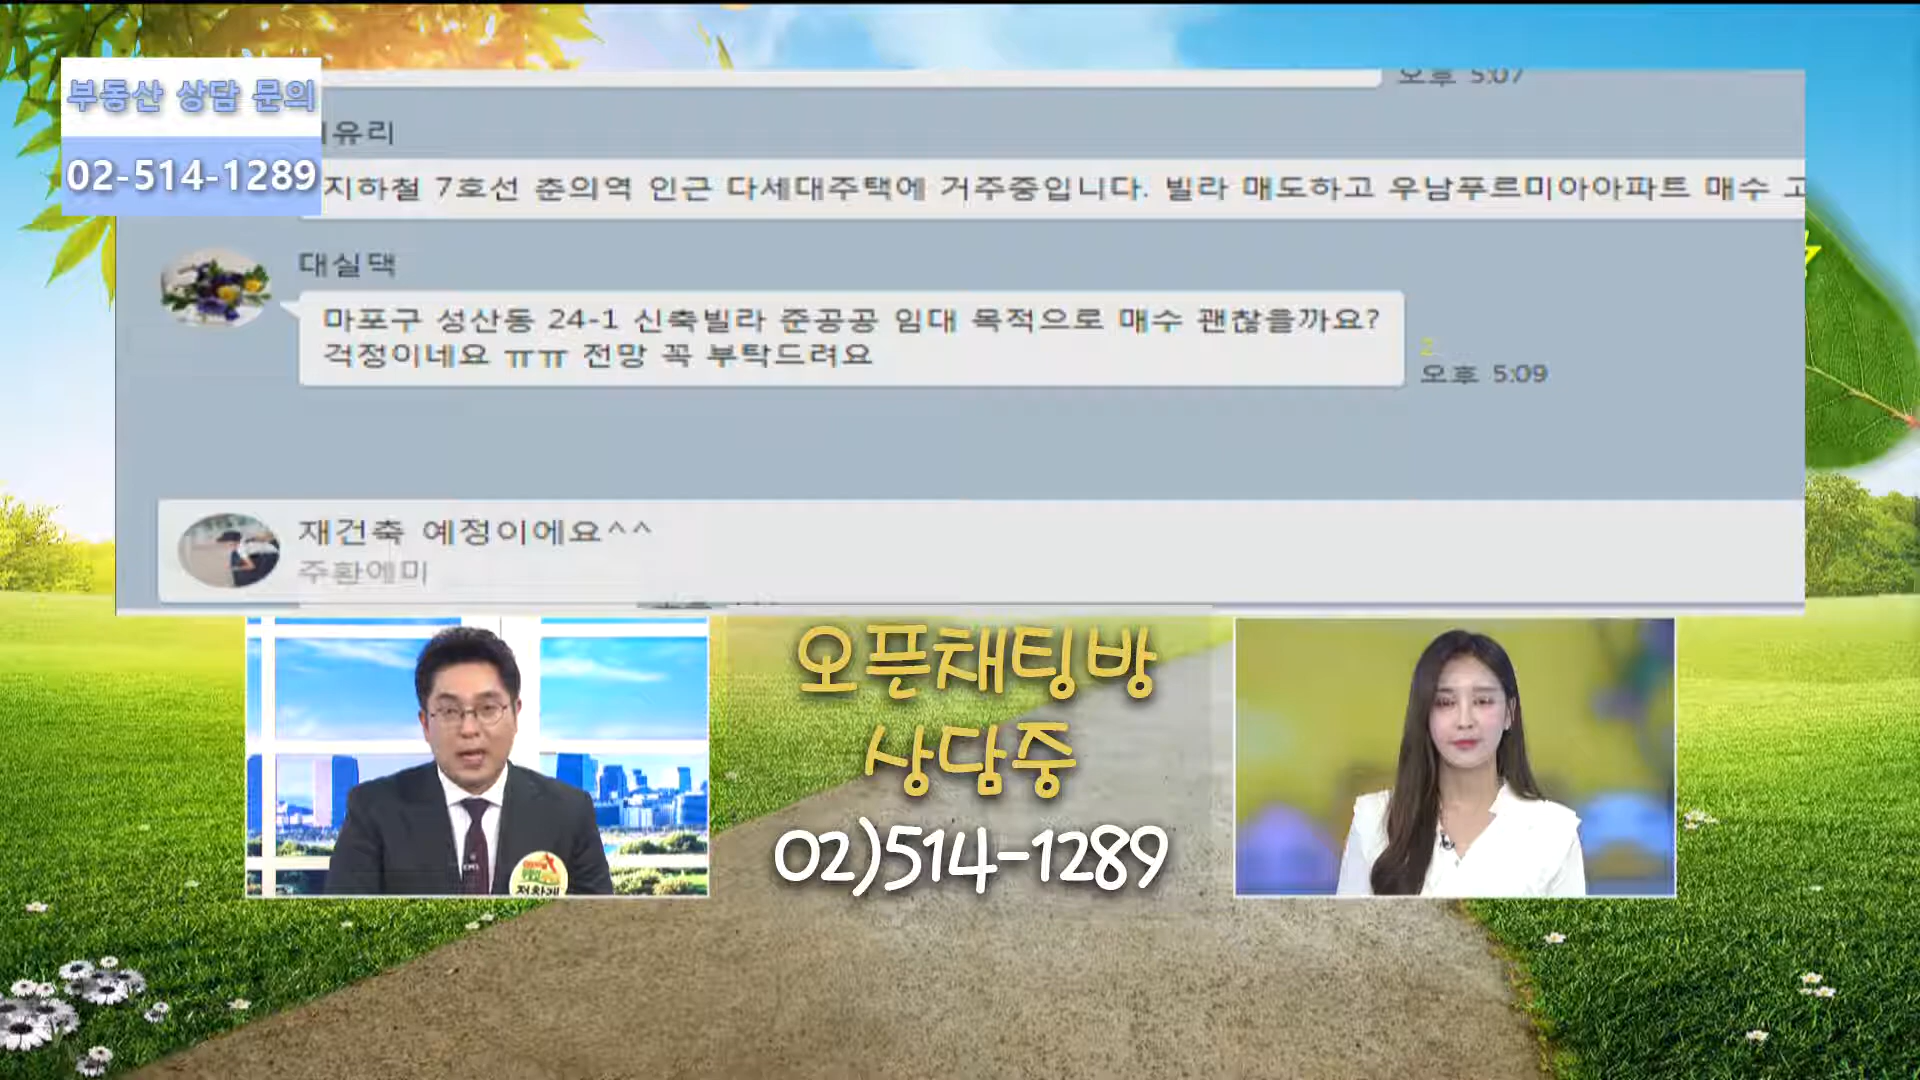 부동산 상담 문의
02-514-1289
오후 5:07
유리
지하철 7호선 춘의역 인근 다세대주택에 거주중입니다. 빌라 매도하고 우남푸르미아아파트 매수 고
대실댁
마포구 성산동 24-1 신축빌라 준공공 임대 목적으로 매수 괜찮을까요?
걱정이네요 ㅠㅠ 전망 꼭 부탁드려요
2
오후 5:09
재건축 예정이에요^^
주환에미
오픈채팅방
상담중
02)514-1289